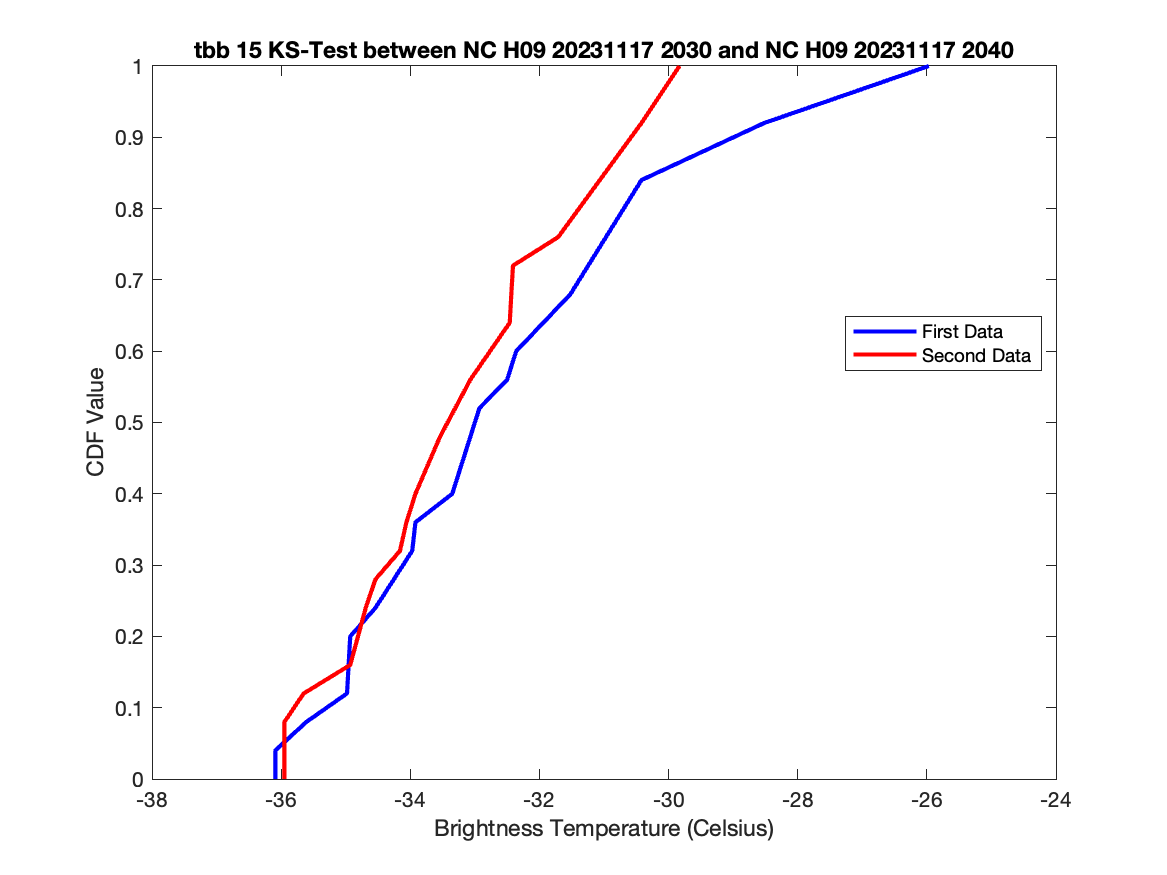 tbb 15 KS-Test between NC H09 20231117 2030 and NC H09 20231117 2040
1
0.9
0.8
0.7
0.6
0.5
0.4
0.3
0.2
0.1
0
CDF Value
First Data
Second Data
-38 -36 -34 -32 -30 -28 -26 -24
Brightness Temperature (Celsius)